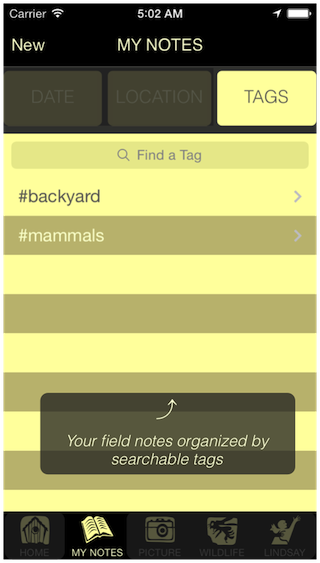 Carrier 5:02 AM
New MY NOTES
DATE LOCATION TAGS
Find a Tag
#backyard
#mammals
Your field notes organized by
searchable tags
HOME MY NOTES PICTURE WILDLIFE LINDSAY